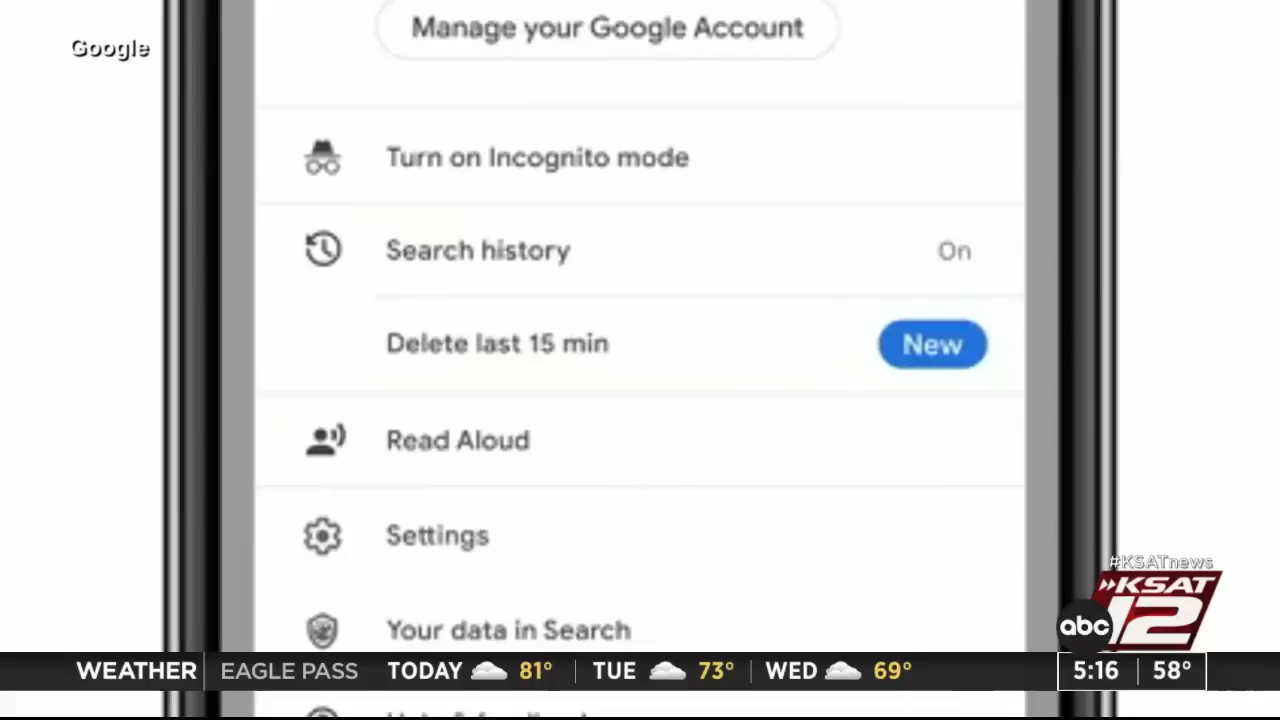 Google
Manage your Google Account
Turn on Incognito mode
Search history On
Delete last 15 min New
Read Aloud
Settings
Your data in Search
#KSATnews
KSAT
abc 12
WEATHER EAGLE PASS TODAY 81° TUE 73° WED 69° 5:16 58°